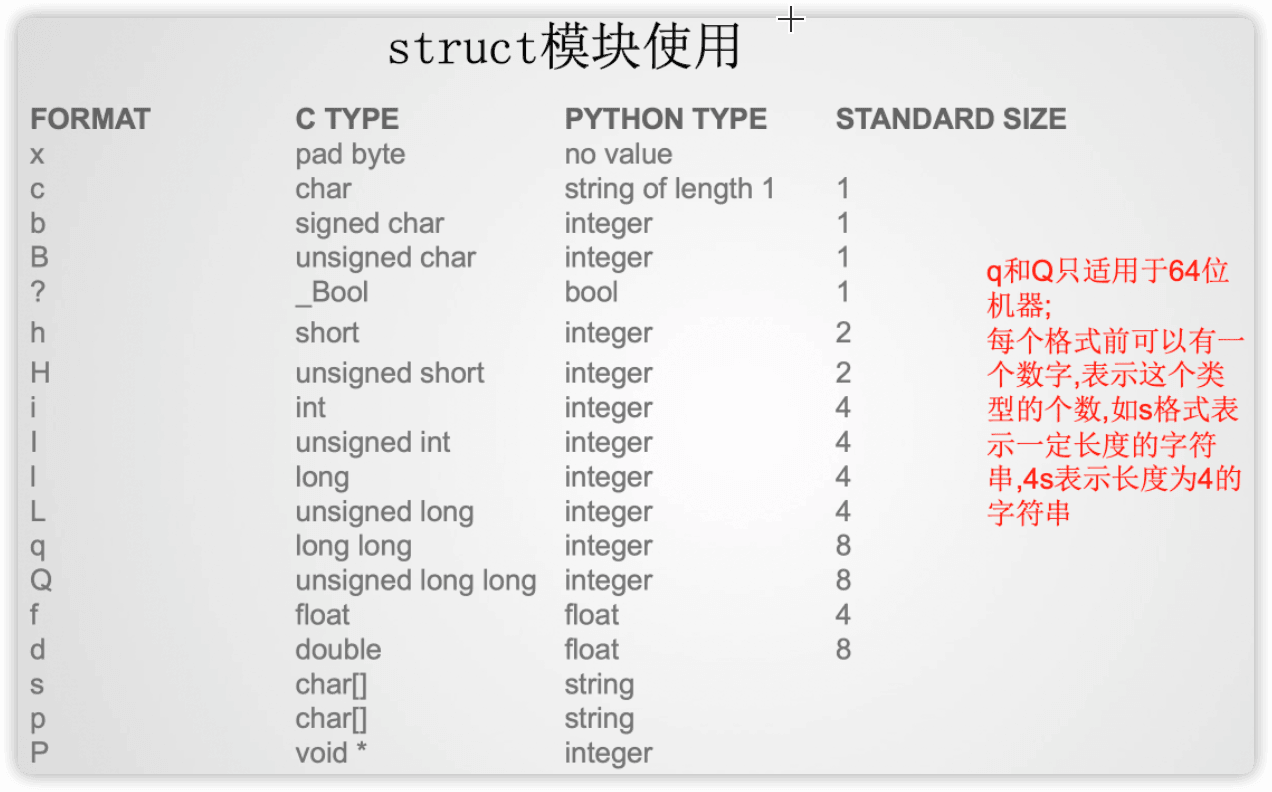 struct模块使用
FORMAT C TYPE PYTHON TYPE STANDARD SIZE
x pad byte no value
c char string of length 1 1
b signed char integer 1
B unsigned char integer 1
? _Bool bool 1
h short integer 2
H unsigned short integer 2
i int integer 4
I unsigned int integer 4
l long integer 4
L unsigned long integer 4
q long long integer 8
Q unsigned long long integer 8
f float float 4
d double float 8
s char[] string
p char[] string
P void * integer
q和Q只适用于64位
机器;
每个格式前可以有一
个数字,表示这个类
型的个数,如s格式表
示一定长度的字符
串,4s表示长度为4的
字符串